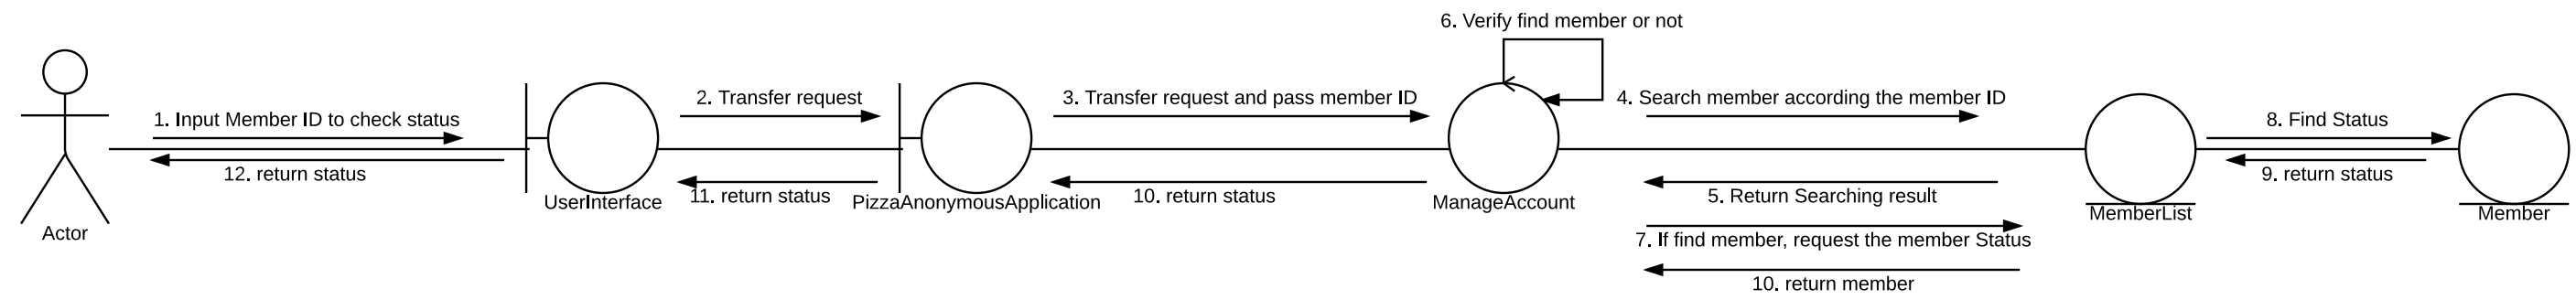 6. Verify find member or not
1. Input Member ID to check status
2. Transfer request
3. Transfer request and pass member ID
4. Search member according the member ID
8. Find Status
12. return status
11. return status
10. return status
5. Return Searching result
9. return status
UserInterface
PizzaAnonymousApplication
ManageAccount
MemberList
Member
Actor
7. If find member, request the member Status
10. return member